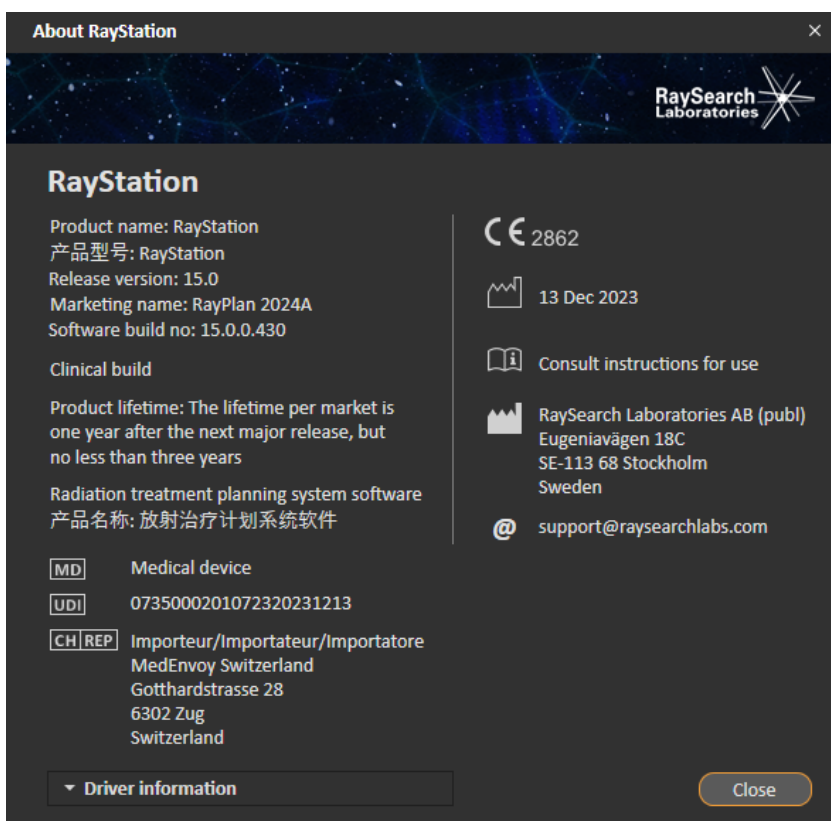 About RayStation
RaySearch
Laboratories
RayStation
Product name: RayStation
产品型号: RayStation
Release version: 15.0
Marketing name: RayPlan 2024A
Software build no: 15.0.0.430
Clinical build
Product lifetime: The lifetime per market is
one year after the next major release, but
no less than three years
Radiation treatment planning system software
产品名称: 放射治疗计划系统软件
MD Medical device
UDI 0735000201072320231213
CH REP Importeur/Importateur/Importatore
MedEnvoy Switzerland
Gotthardstrasse 28
6302 Zug
Switzerland
CE 2862
13 Dec 2023
Consult instructions for use
RaySearch Laboratories AB (publ)
Eugeniavägen 18C
SE-113 68 Stockholm
Sweden
@ support@raysearchlabs.com
Driver information
Close